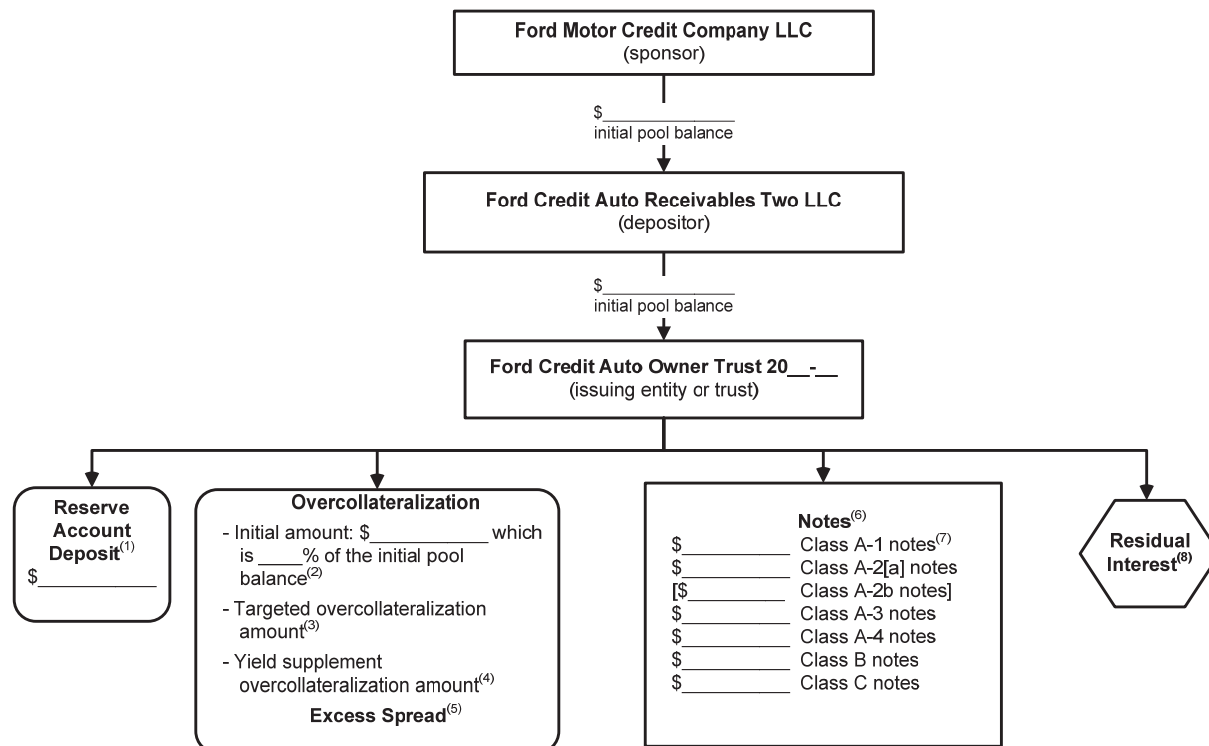 Ford Motor Credit Company LLC
(sponsor)
$______________
initial pool balance
Ford Credit Auto Receivables Two LLC
(depositor)
$______________
initial pool balance
Ford Credit Auto Owner Trust 20__-__
(issuing entity or trust)
Reserve
Account
Deposit(1)
$____________
Overcollateralization
- Initial amount: $___________ which
is ____% of the initial pool
balance(2)
- Targeted overcollateralization
amount(3)
- Yield supplement
overcollateralization amount(4)
Excess Spread(5)
Notes(6)
$__________ Class A-1 notes(7)
$__________ Class A-2[a] notes
[$_________ Class A-2b notes]
$__________ Class A-3 notes
$__________ Class A-4 notes
$__________ Class B notes
$__________ Class C notes
Residual
Interest(8)